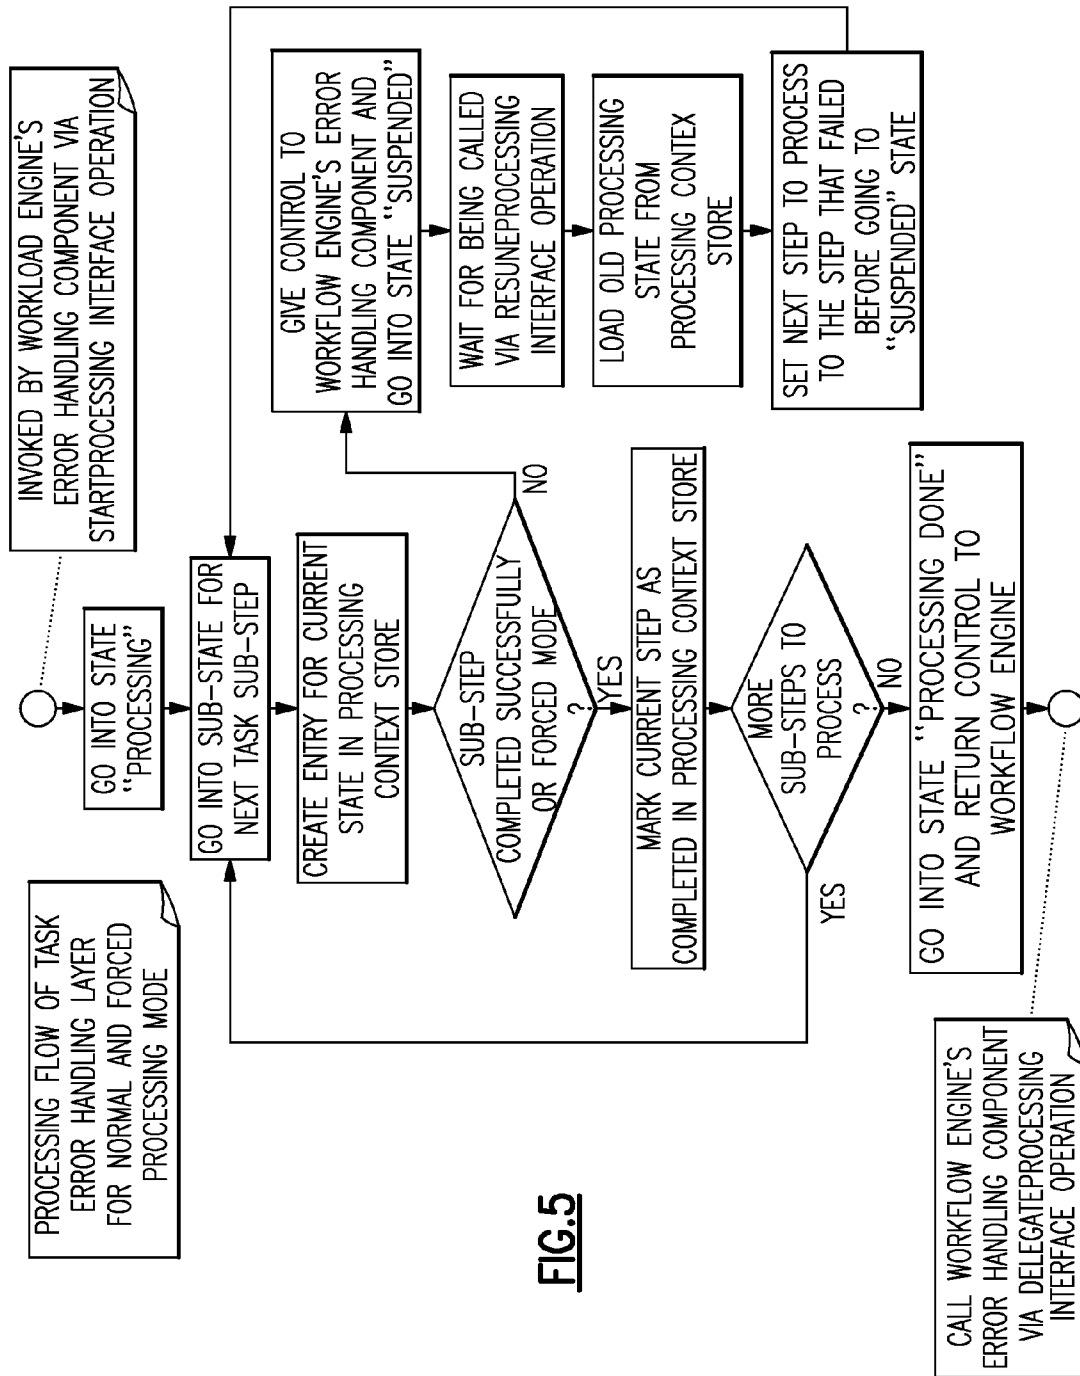 PROCESSING FLOW OF TASK
ERROR HANDLING LAYER
FOR NORMAL AND FORCED
PROCESSING MODE
INVOKED BY WORKLOAD ENGINE'S
ERROR HANDLING COMPONENT VIA
STARTPROCESSING INTERFACE OPERATION
GO INTO STATE
"PROCESSING"
GO INTO SUB-STATE FOR
NEXT TASK SUB-STEP
CREATE ENTRY FOR CURRENT
STATE IN PROCESSING
CONTEXT STORE
SUB-STEP
COMPLETED SUCCESSFULLY
OR FORCED MODE
?
NO
YES
GIVE CONTROL TO
WORKFLOW ENGINE'S ERROR
HANDLING COMPONENT AND
GO INTO STATE "SUSPENDED"
WAIT FOR BEING CALLED
VIA RESUNEPROCESSING
INTERFACE OPERATION
LOAD OLD PROCESSING
STATE FROM
PROCESSING CONTEX
STORE
SET NEXT STEP TO PROCESS
TO THE STEP THAT FAILED
BEFORE GOING TO
"SUSPENDED" STATE
MARK CURRENT STEP AS
COMPLETED IN PROCESSING CONTEXT STORE
MORE
SUB-STEPS TO
PROCESS
?
YES
NO
GO INTO STATE "PROCESSING DONE"
AND RETURN CONTROL TO
WORKFLOW ENGINE
CALL WORKFLOW ENGINE'S
ERROR HANDLING COMPONENT
VIA DELEGATEPROCESSING
INTERFACE OPERATION
FIG.5